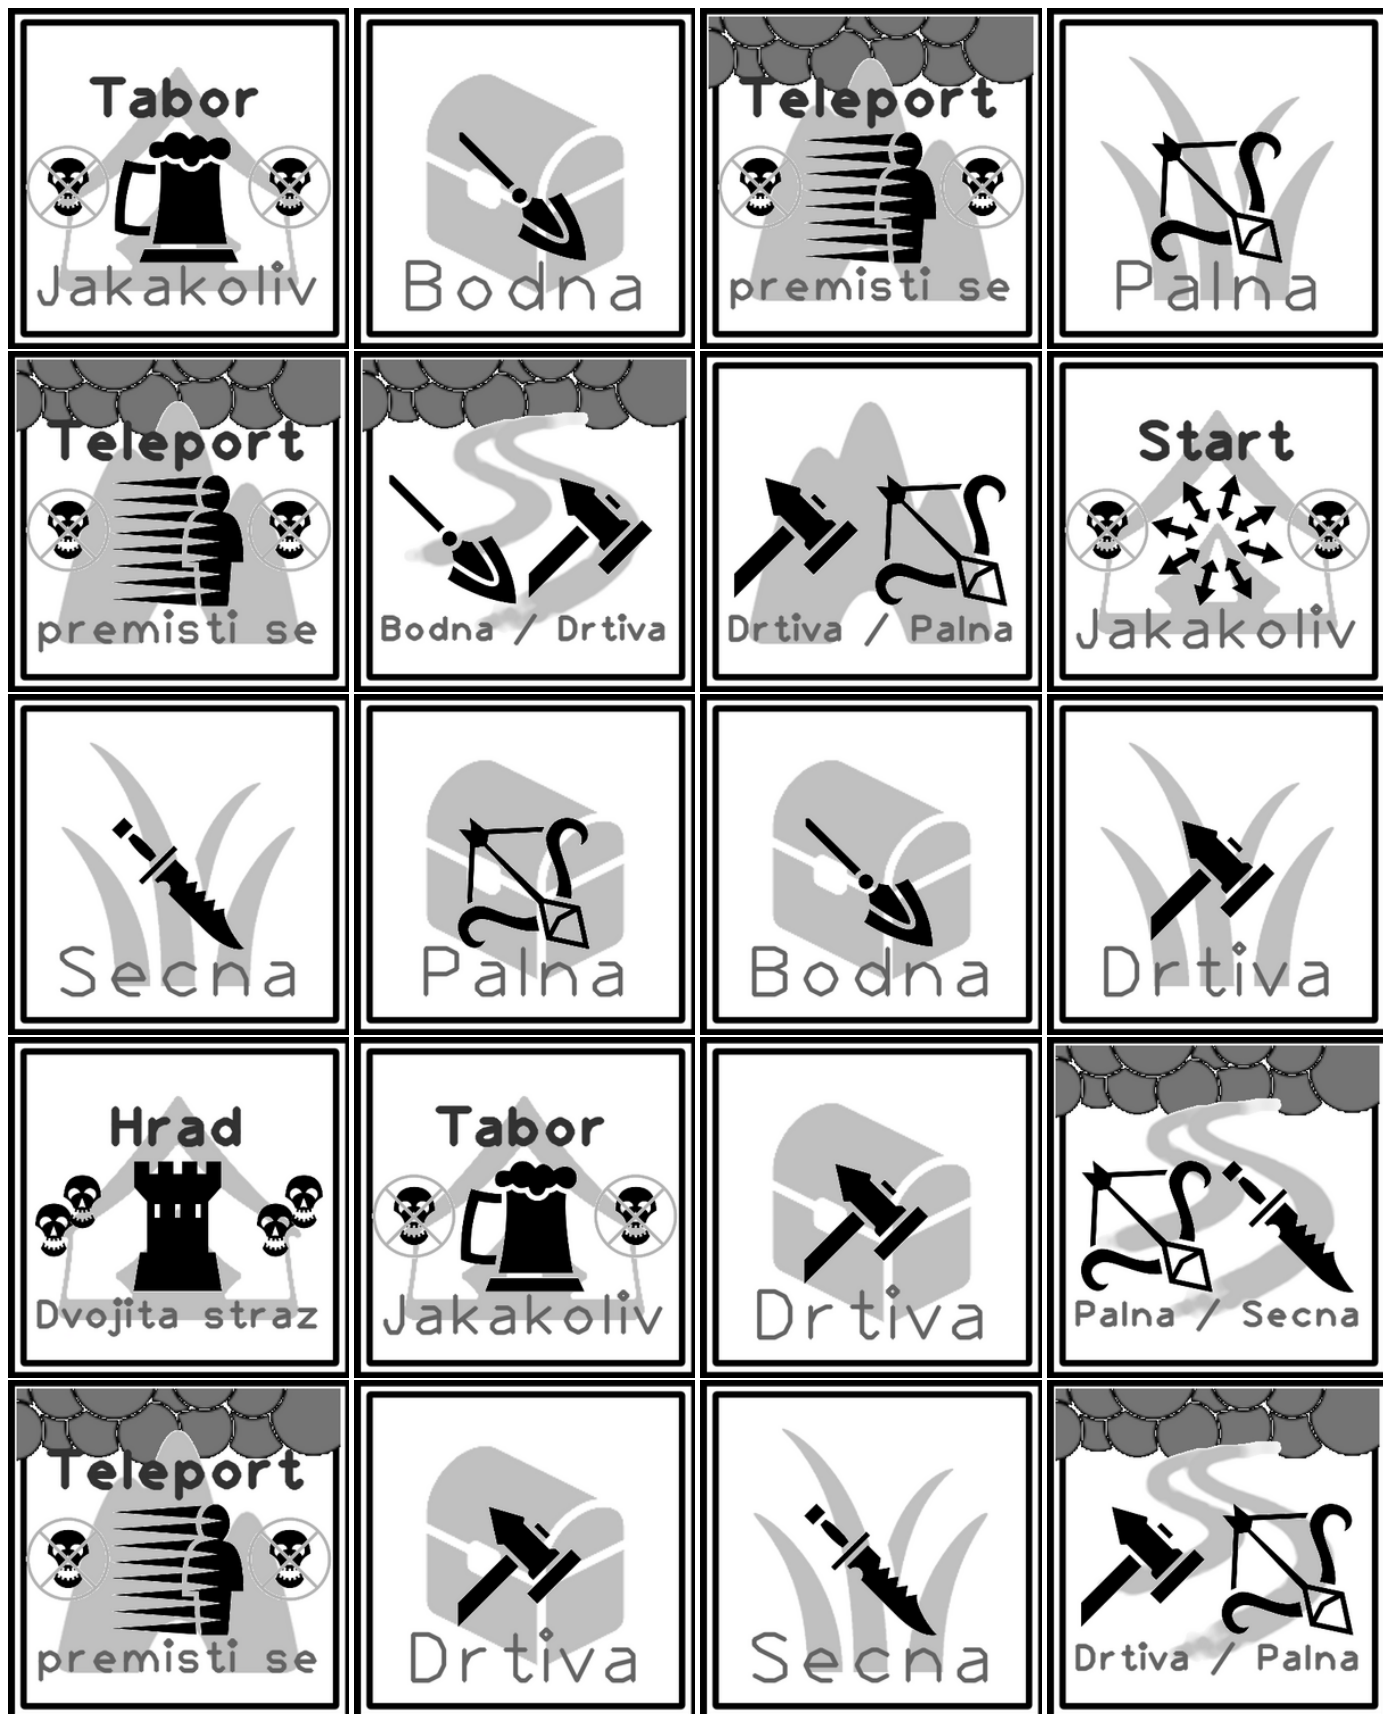 Tabor
Jakakoliv
Bodna
Teleport
premisti se
Palna
Teleport
premisti se
Bodna / Drtiva
Drtiva / Palna
Start
Jakakoliv
Secna
Palna
Bodna
Drtiva
Hrad
Dvojita straz
Tabor
Jakakoliv
Drtiva
Palna / Secna
Teleport
premisti se
Drtiva
Secna
Drtiva / Palna